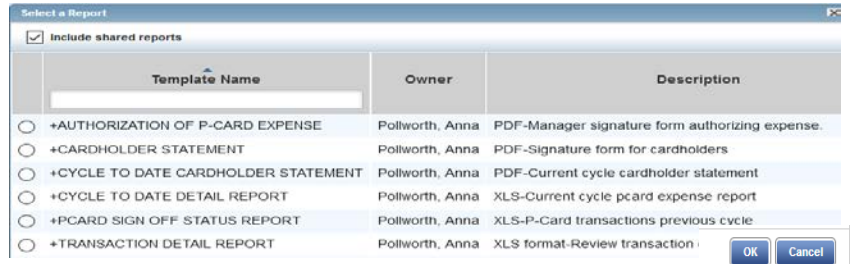 Select a Report
Include shared reports
Template Name Owner Description
+AUTHORIZATION OF P-CARD EXPENSE Pollworth, Anna PDF-Manager signature form authorizing expense.
+CARDHOLDER STATEMENT Pollworth, Anna PDF-Signature form for cardholders
+CYCLE TO DATE CARDHOLDER STATEMENT Pollworth, Anna PDF-Current cycle cardholder statement
+CYCLE TO DATE DETAIL REPORT Pollworth, Anna XLS-Current cycle pcard expense report
+PCARD SIGN OFF STATUS REPORT Pollworth, Anna XLS-P-Card transactions previous cycle
+TRANSACTION DETAIL REPORT Pollworth, Anna XLS format-Review transaction
OK Cancel